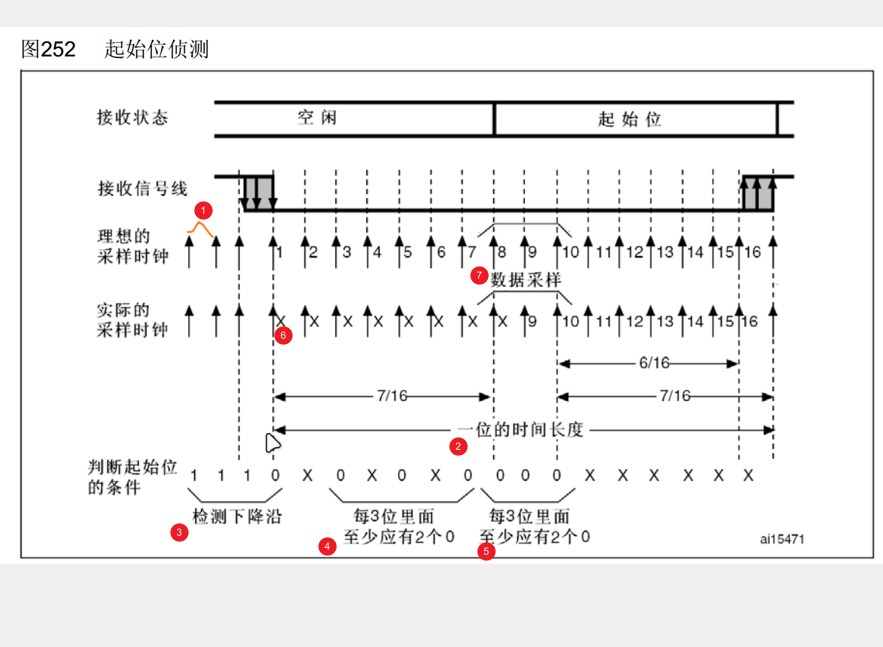 图252 起始位侦测
接收状态 空闲 起始位
接收信号线
1
理想的
采样时钟
1 2 3 4 5 6 7 8 9 10 11 12 13 14 15 16
7 数据采样
实际的
采样时钟
X X X X X X X X 9 10 11 12 13 14 15 16
6
6/16
7/16 7/16
一位的时间长度
2
判断起始位
的条件
1 1 1 0 X 0 X 0 X 0 0 0 0 X X X X X X
检测下降沿 每3位里面 每3位里面
3 至少应有2个0 至少应有2个0
4 5
ai15471